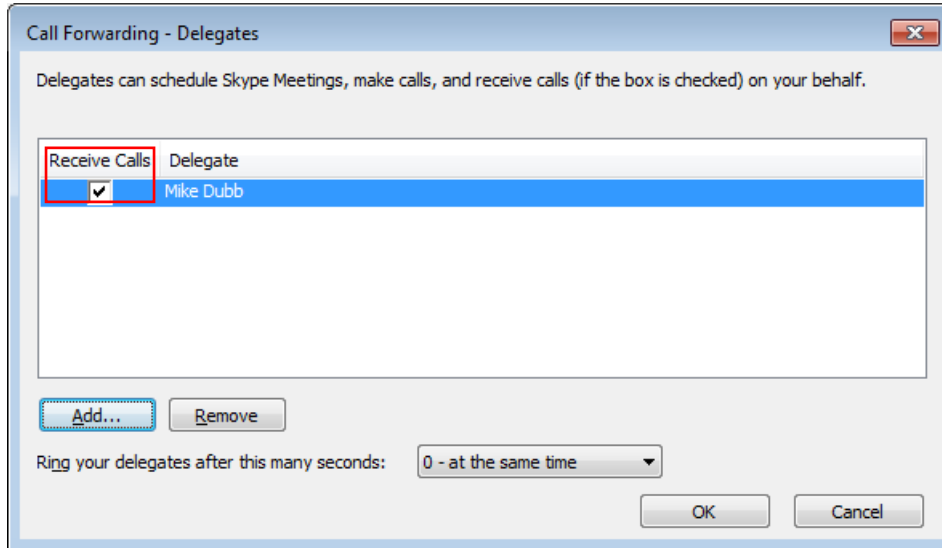 Call Forwarding - Delegates
Delegates can schedule Skype Meetings, make calls, and receive calls (if the box is checked) on your behalf.
Receive Calls Delegate
Mike Dubb
Add... Remove
Ring your delegates after this many seconds: 0 - at the same time
OK Cancel